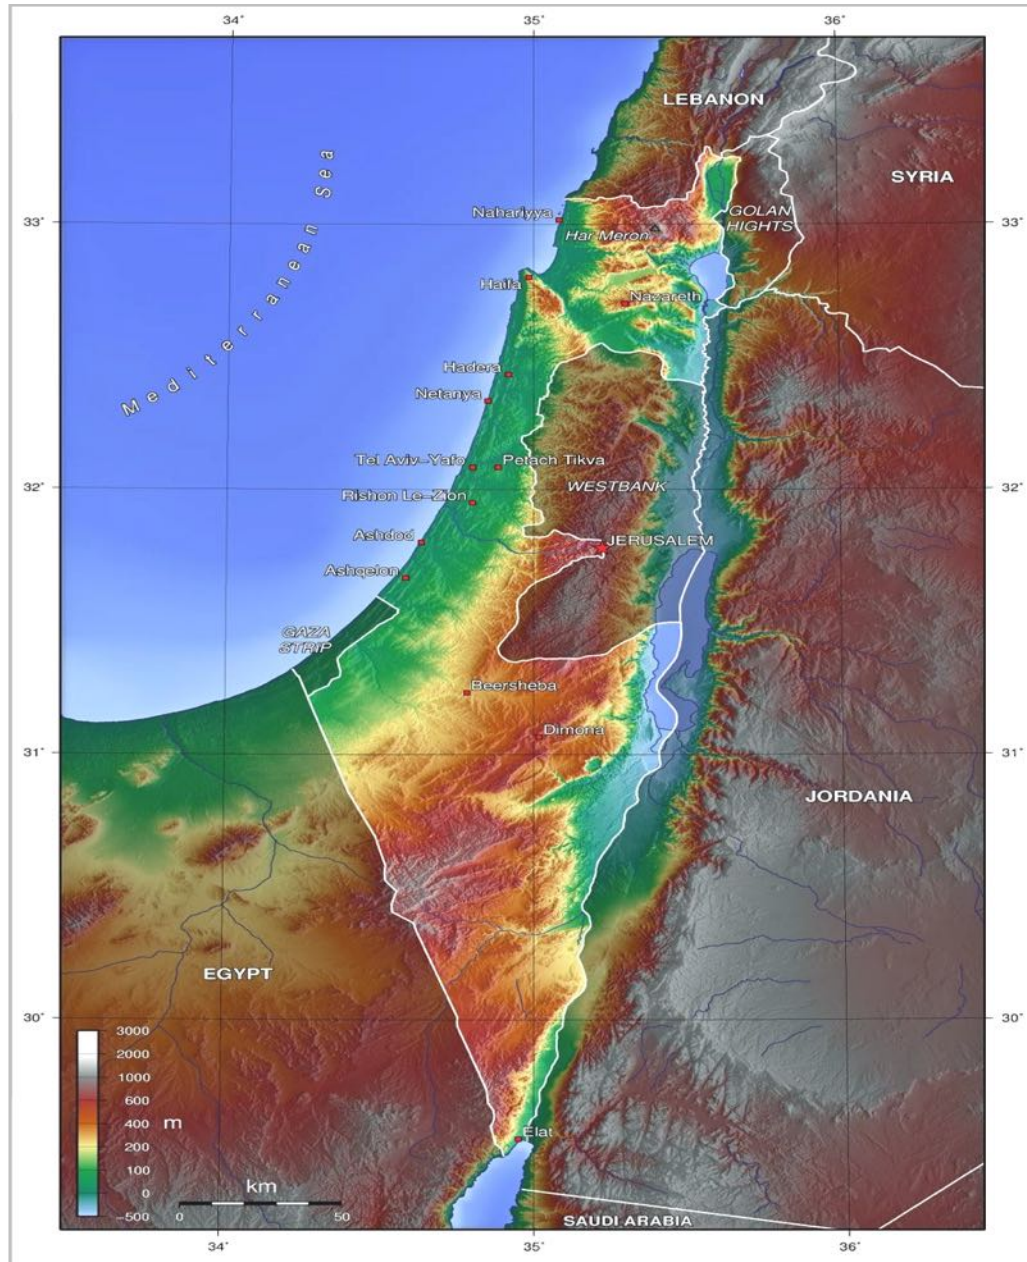 34°
35°
36°
LEBANON
SYRIA
Mediterranean Sea
33°
Nahariyya
GOLAN
HIGHTS
33°
Har Meron
Haifa
Nazareth
Hadera
Netanya
Tel Aviv-Yafo
Petach Tikva
32°
WESTBANK
32°
Rishon Le-Zion
Ashdod
JERUSALEM
Ashqelon
GAZA
STRIP
Beersheba
Dimona
31°
31°
JORDANIA
EGYPT
30°
30°
3000
2000
1000
600
400
m
200
100
0
-500
km
0
50
Elat
SAUDI ARABIA
34°
35°
36°